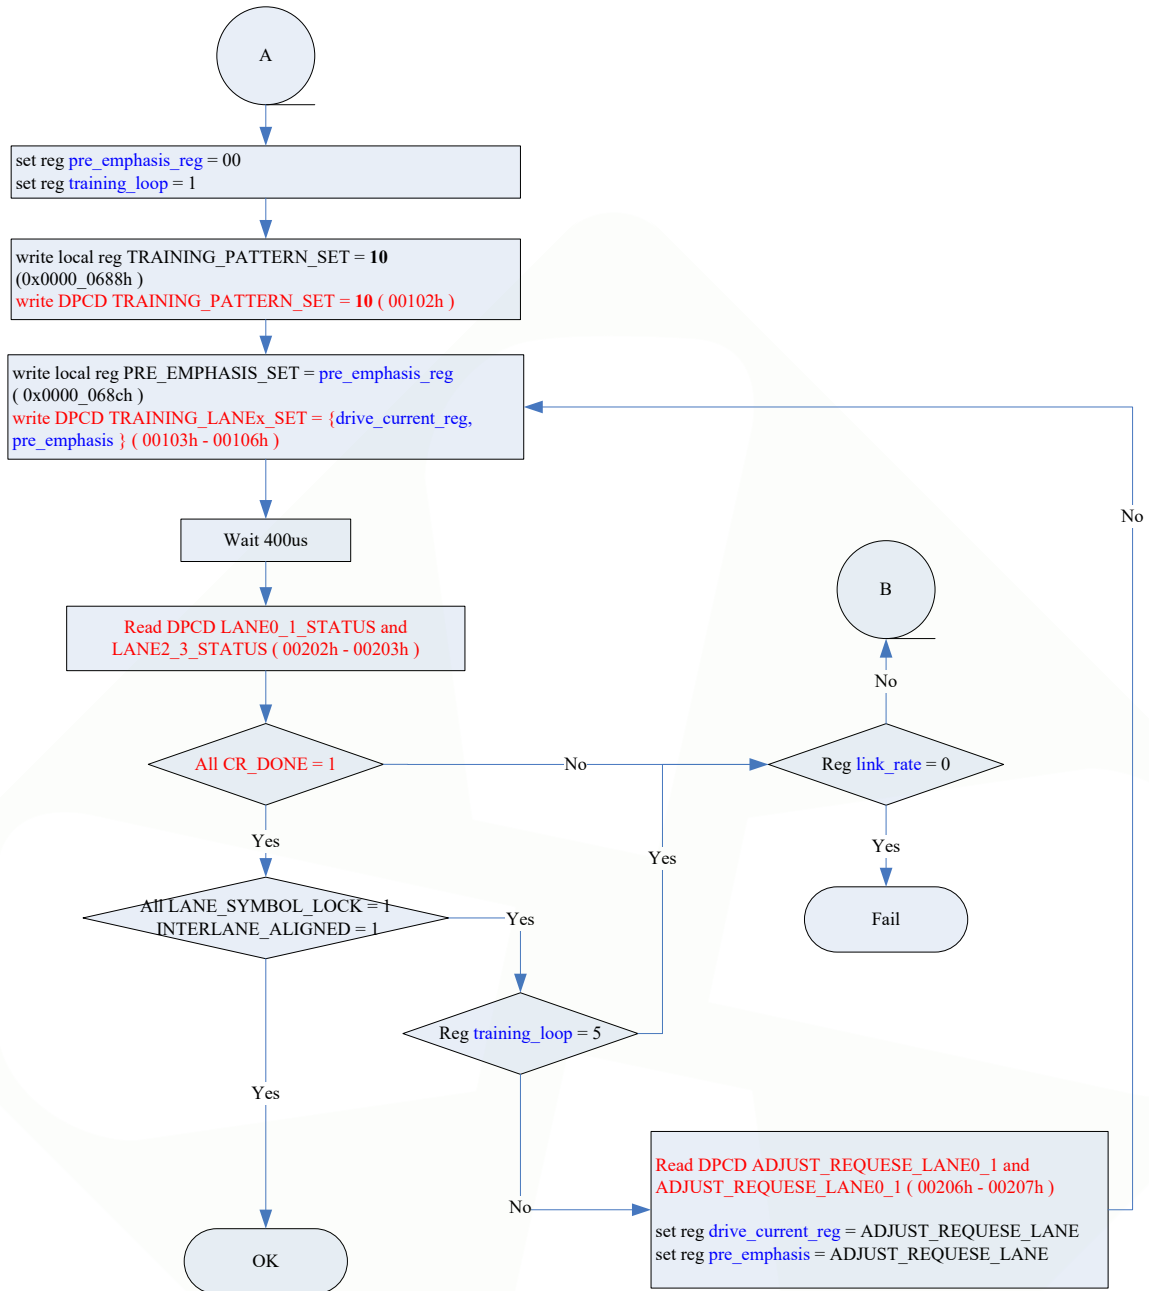 A
set reg pre_emphasis_reg = 00
set reg training_loop = 1
write local reg TRAINING_PATTERN_SET = 10
(0x0000_0688h )
write DPCD TRAINING_PATTERN_SET = 10 ( 00102h )
write local reg PRE_EMPHASIS_SET = pre_emphasis_reg
( 0x0000_068ch )
write DPCD TRAINING_LANEx_SET = {drive_current_reg,
pre_emphasis } ( 00103h - 00106h )
No
Wait 400us
B
Read DPCD LANE0_1_STATUS and
LANE2_3_STATUS ( 00202h - 00203h )
No
All CR_DONE = 1
No
Reg link_rate = 0
Yes
Yes
Yes
All LANE_SYMBOL_LOCK = 1
INTERLANE_ALIGNED = 1
Yes
Fail
Reg training_loop = 5
Yes
Read DPCD ADJUST_REQUESE_LANE0_1 and
ADJUST_REQUESE_LANE0_1 ( 00206h - 00207h )
No
set reg drive_current_reg = ADJUST_REQUESE_LANE
set reg pre_emphasis = ADJUST_REQUESE_LANE
OK